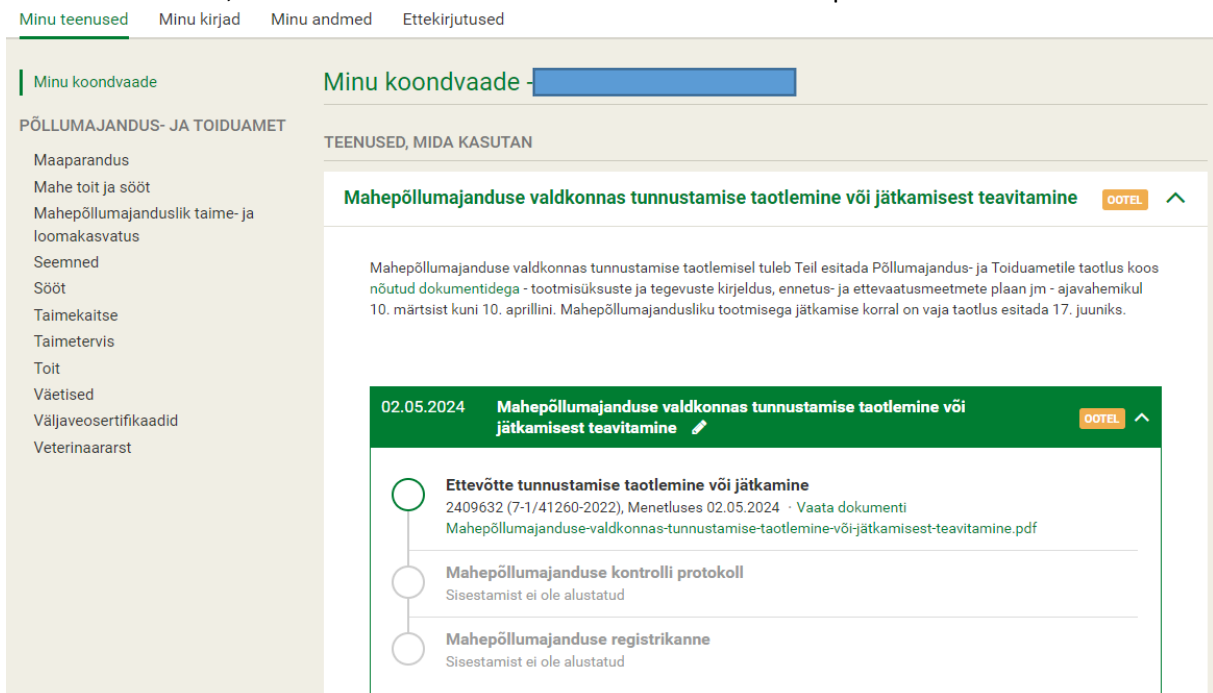 Minu teenused Minu kirjad Minu andmed Ettekirjutused
Minu koondvaade
PÕLLUMAJANDUS- JA TOIDUAMET
Maaparandus
Mahe toit ja sööt
Mahepõllumajanduslik taime- ja
loomakasvatus
Seemned
Sööt
Taimekaitse
Taimetervis
Toit
Väetised
Väljaveosertifikaadid
Veterinaararst
Minu koondvaade -
TEENUSED, MIDA KASUTAN
Mahepõllumajanduse valdkonnas tunnustamise taotlemine või jätkamisest teavitamine OOTEL
Mahepõllumajanduse valdkonnas tunnustamise taotlemisel tuleb Teil esitada Põllumajandus- ja Toiduametile taotlus koos
nõutud dokumentidega - tootmisüksuste ja tegevuste kirjeldus, ennetus- ja ettevaatusmeetmete plaan jm - ajavahemikul
10. märtsist kuni 10. aprillini. Mahepõllumajandusliku tootmisega jätkamise korral on vaja taotlus esitada 17. juuniks.
02.05.2024 Mahepõllumajanduse valdkonnas tunnustamise taotlemine või
jätkamisest teavitamine OOTEL
Ettevõtte tunnustamise taotlemine või jätkamine
2409632 (7-1/41260-2022), Menetluses 02.05.2024 · Vaata dokumenti
Mahepõllumajanduse-valdkonnas-tunnustamise-taotlemine-või-jätkamisest-teavitamine.pdf
Mahepõllumajanduse kontrolli protokoll
Sisestamist ei ole alustatud
Mahepõllumajanduse registrikanne
Sisestamist ei ole alustatud